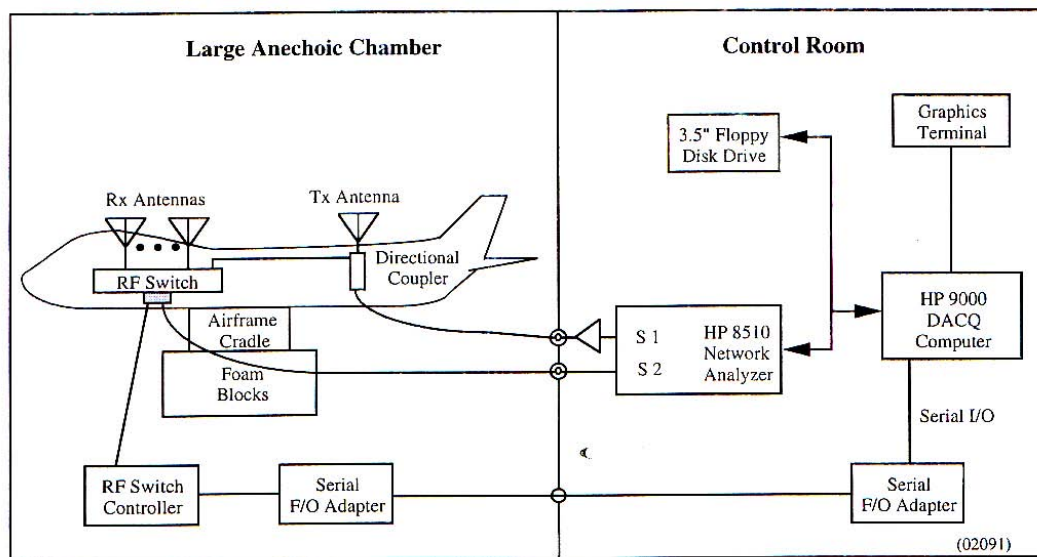 Large Anechoic Chamber
Control Room
3.5" Floppy
Disk Drive
Graphics
Terminal
Rx Antennas
Tx Antenna
RF Switch
Directional
Coupler
Airframe
Cradle
Foam
Blocks
S 1
S 2
HP 8510
Network
Analyzer
HP 9000
DACQ
Computer
Serial I/O
RF Switch
Controller
Serial
F/O Adapter
Serial
F/O Adapter
(02091)